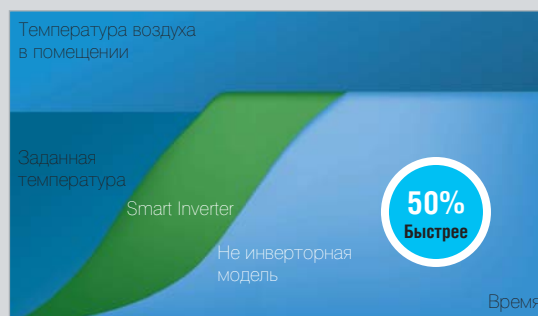 Температура воздуха
в помещении
Заданная
температура
Smart Inverter
50%
Быстрее
Не инверторная
модель
Время